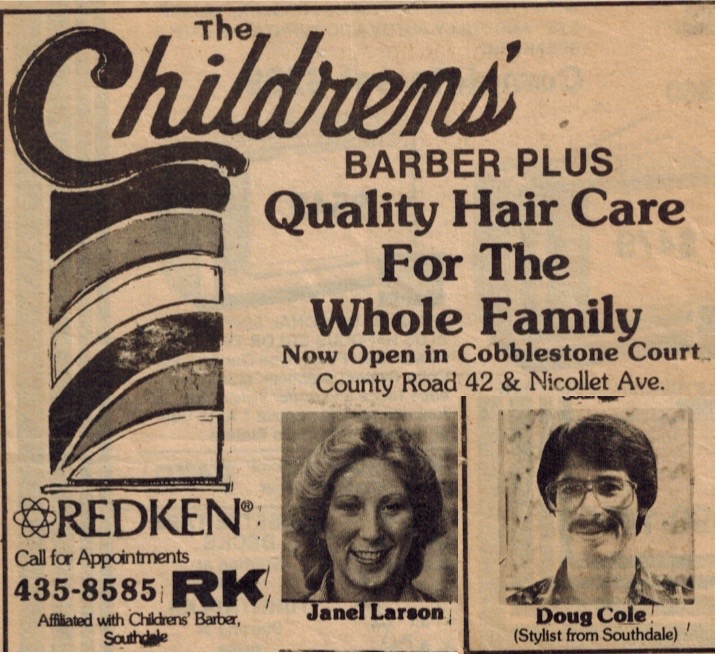 The
Childrens'
BARBER PLUS
Quality Hair Care
For The
Whole Family
Now Open in Cobblestone Court
County Road 42 & Nicollet Ave.
REDKEN®
Call for Appointments
435-8585 RK
Affiliated with Childrens' Barber,
Southdale
Janel Larson
Doug Cole
(Stylist from Southdale)